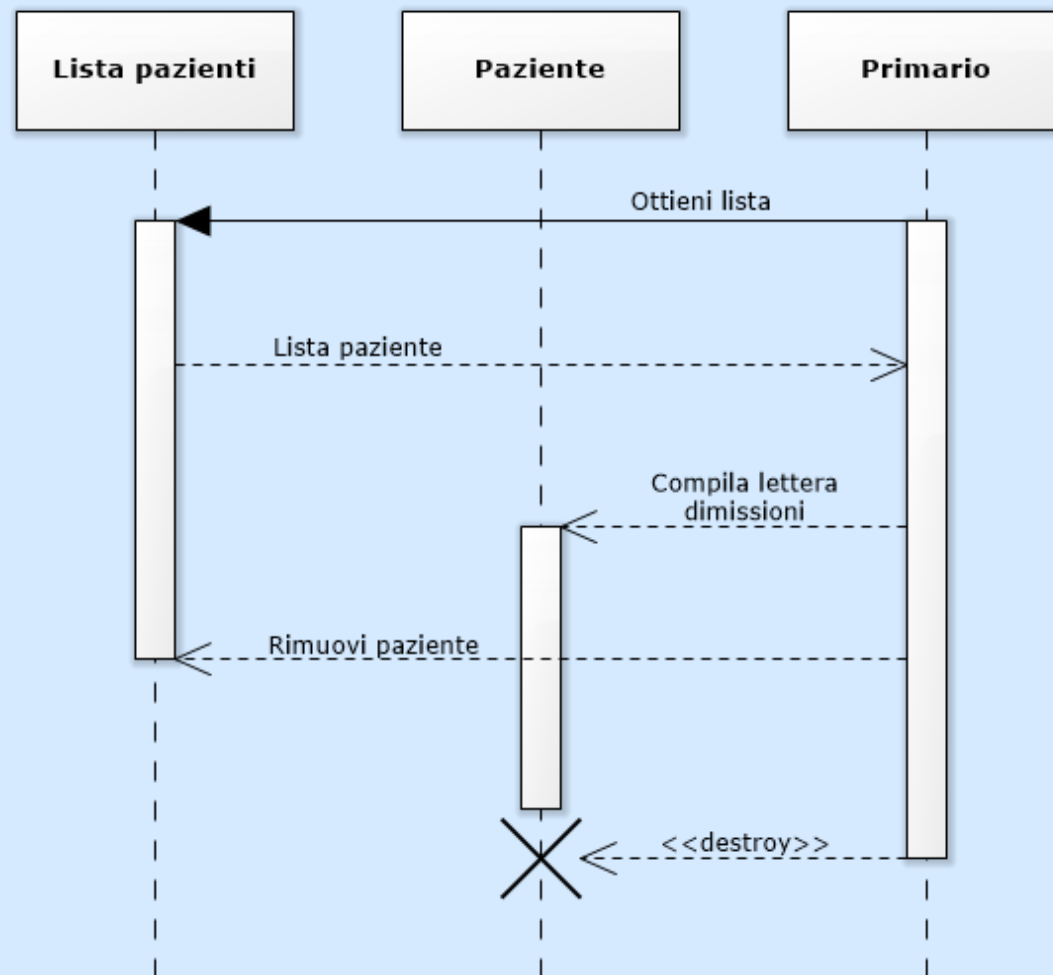 Lista pazienti
Paziente
Primario
Ottieni lista
Lista paziente
Compila lettera
dimissioni
Rimuovi paziente
<<destroy>>